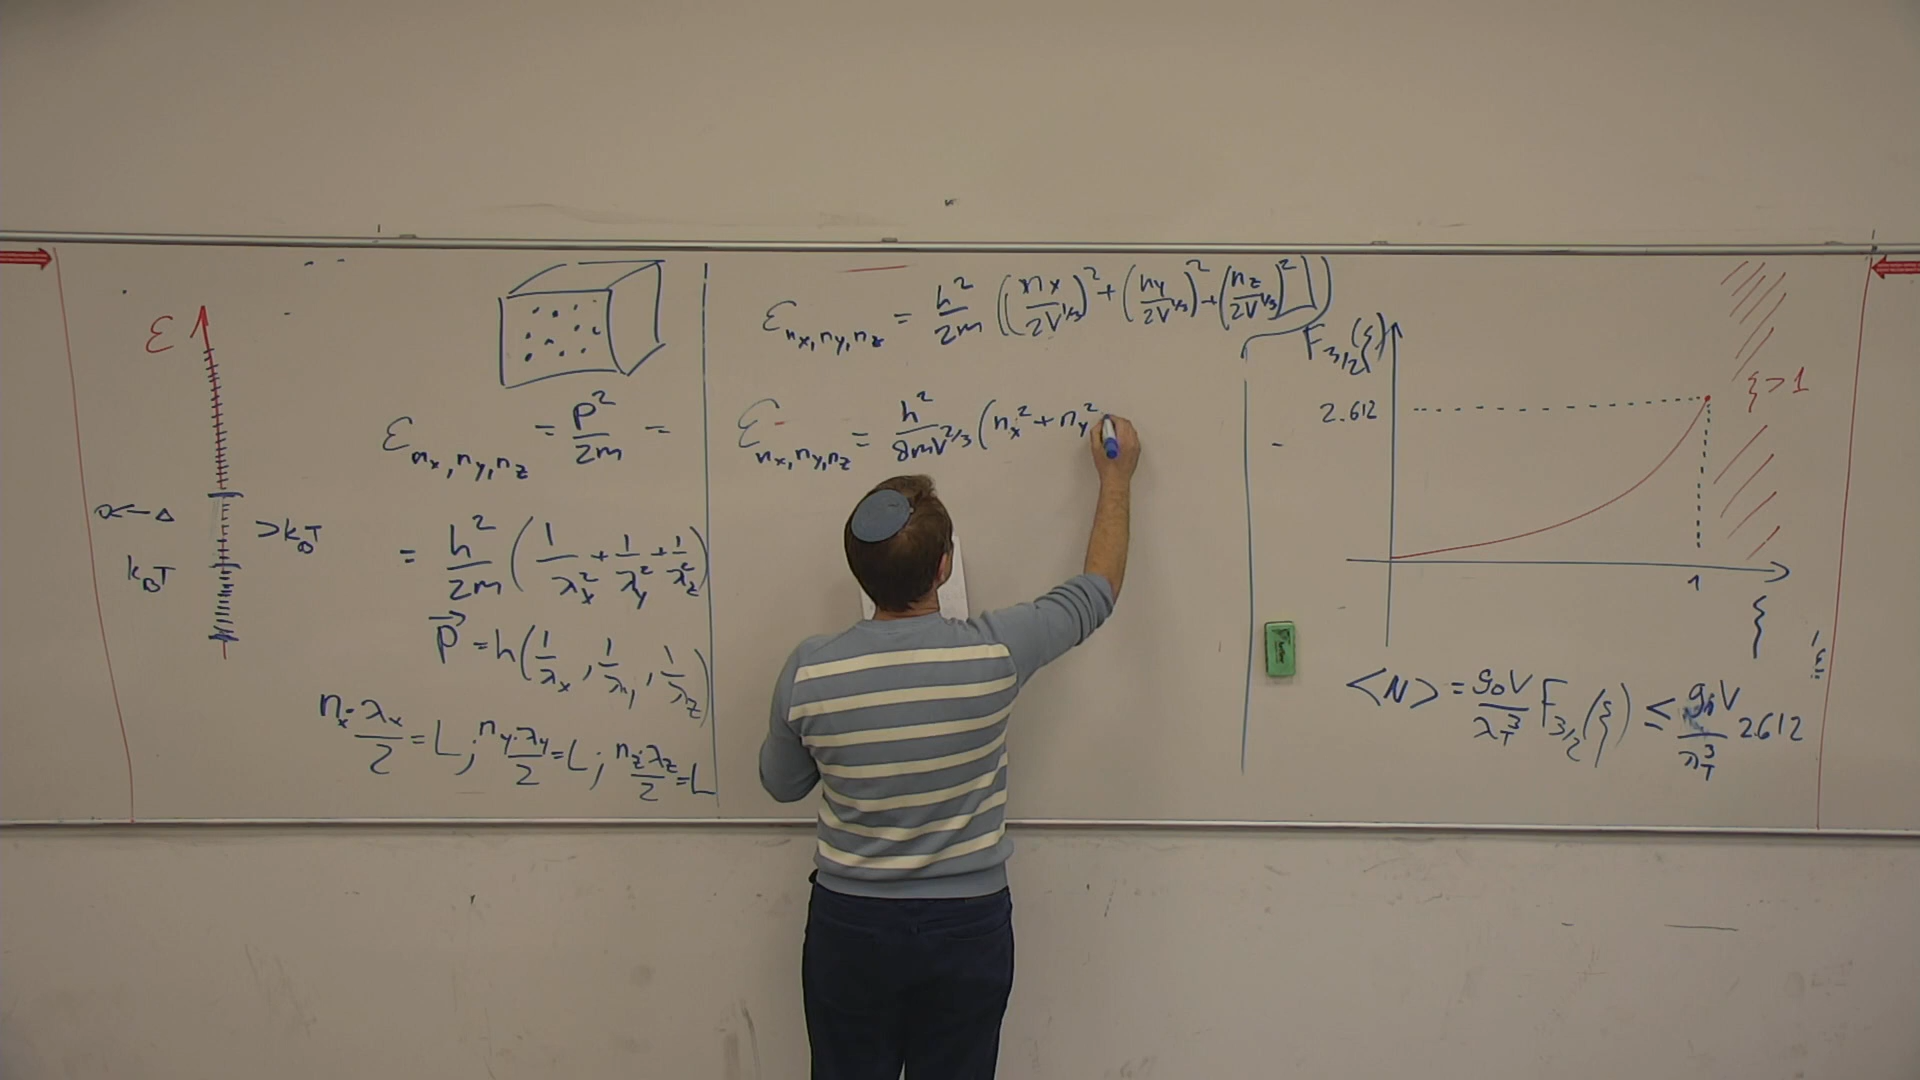 ε
> k_BT
k_BT
ε_{n_x, n_y, n_z} = p²/2m =
= h²/2m (1/λ_x² + 1/λ_y² + 1/λ_z²)
p⃗ = h(1/λ_x, 1/λ_y, 1/λ_z)
n_x·λ_x/2 = L; n_y·λ_y/2 = L; n_z·λ_z/2 = L
ε_{n_x, n_y, n_z} = h²/2m ((n_x/2V^{1/3})² + (n_y/2V^{1/3})² + (n_z/2V^{1/3})²)
ε_{n_x, n_y, n_z} = h²/8mV^{2/3} (n_x² + n_y²
F_{3/2}(ξ)
2.612
ξ > 1
1
ξ
<N> = g_0V/λ_T³ F_{3/2}(ξ) ≤ g_0V/λ_T³ 2.612